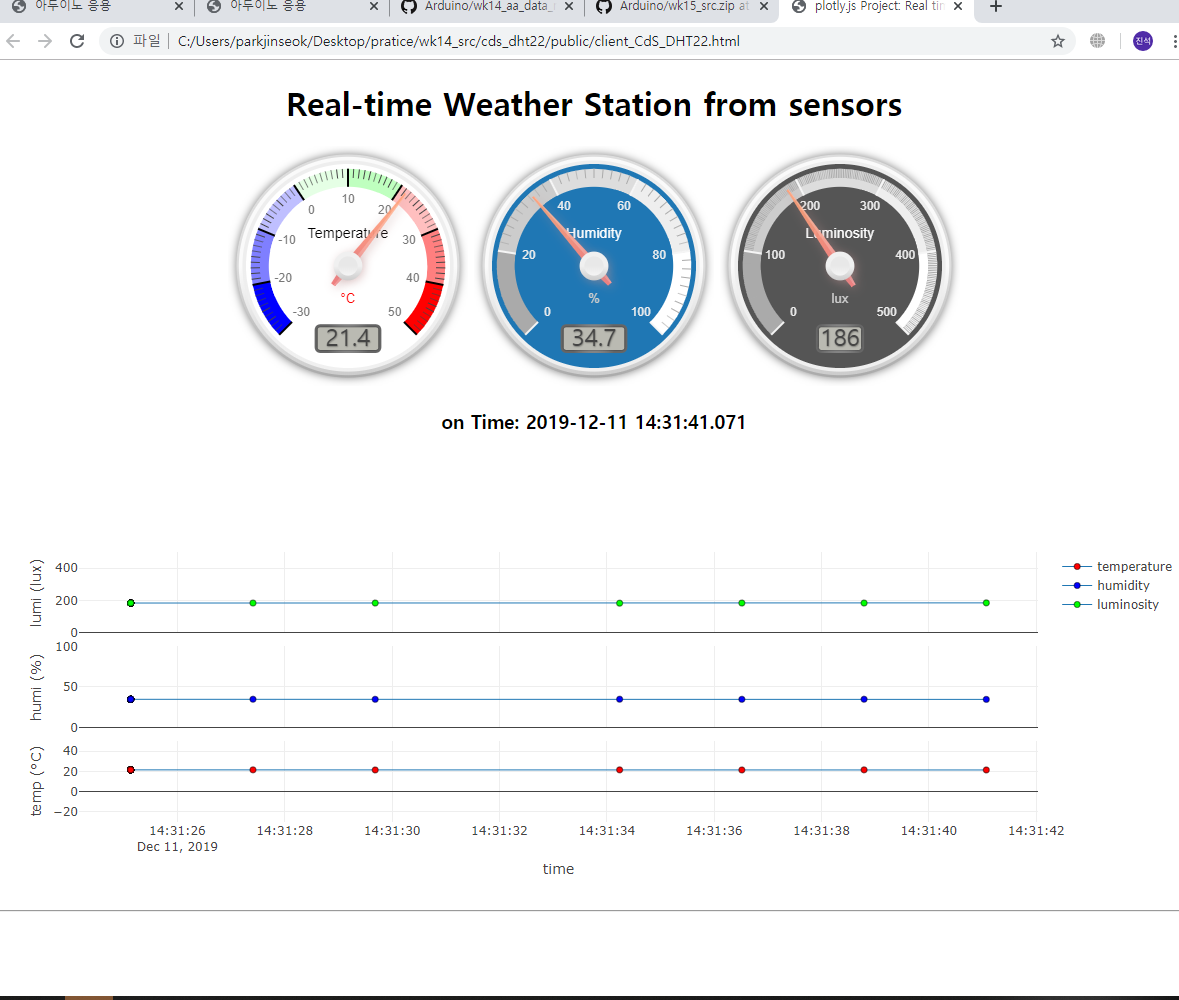 아두이노 응용
아두이노 응용
Arduino/wk14_aa_data_
Arduino/wk15_src.zip at
plotly.js Project: Real tim
파일
C:/Users/parkjinseok/Desktop/pratice/wk14_src/cds_dht22/public/client_CdS_DHT22.html
진석
Real-time Weather Station from sensors
-30 -20 -10 0 10 20 30 40 50
Temperature
°C
21.4
0 20 40 60 80 100
Humidity
%
34.7
0 100 200 300 400 500
Luminosity
lux
186
on Time: 2019-12-11 14:31:41.071
lumi (lux)
400
200
0
humi (%)
100
50
0
temp (°C)
40
20
0
−20
14:31:26 14:31:28 14:31:30 14:31:32 14:31:34 14:31:36 14:31:38 14:31:40 14:31:42
Dec 11, 2019
time
temperature
humidity
luminosity